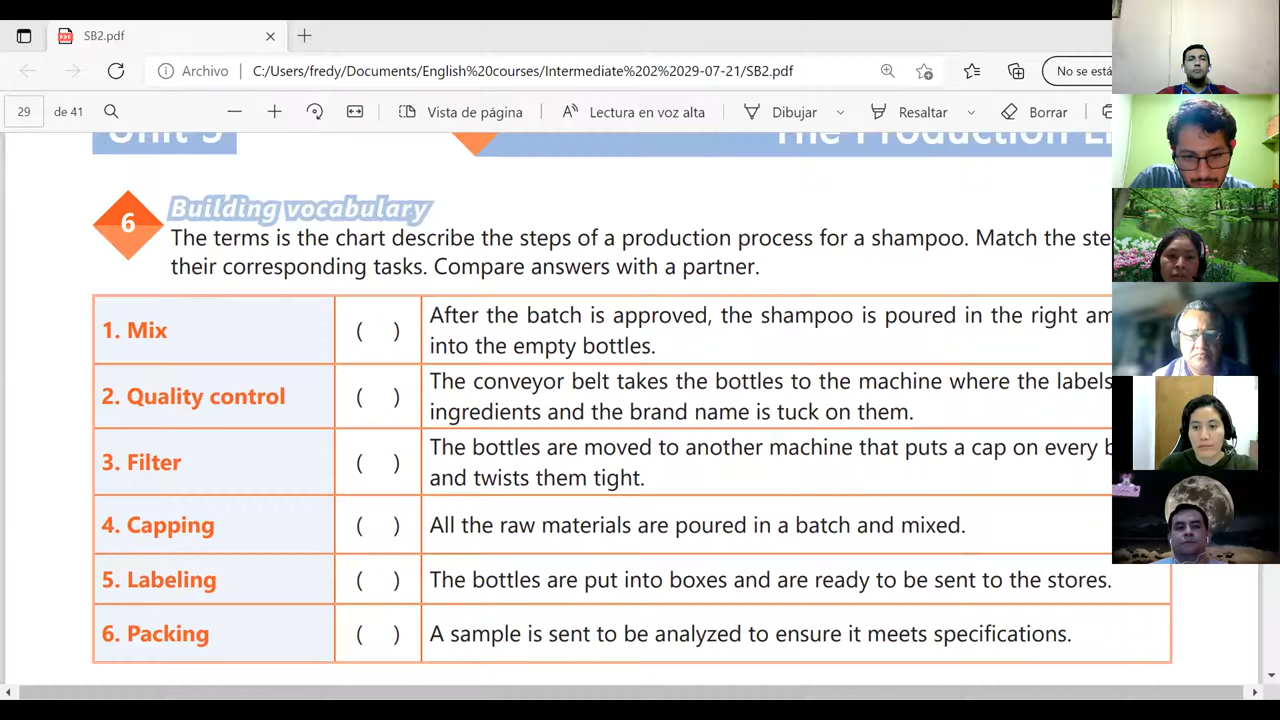 SB2.pdf
Archivo C:/Users/fredy/Documents/English%20courses/Intermediate%202%2029-07-21/SB2.pdf No se está
29 de 41 Vista de página Lectura en voz alta Dibujar Resaltar Borrar
The Production
6 Building vocabulary
The terms is the chart describe the steps of a production process for a shampoo. Match the
their corresponding tasks. Compare answers with a partner.
1. Mix ( ) After the batch is approved, the shampoo is poured in the right
into the empty bottles.
2. Quality control ( ) The conveyor belt takes the bottles to the machine where the labels
ingredients and the brand name is tuck on them.
3. Filter ( ) The bottles are moved to another machine that puts a cap on every
and twists them tight.
4. Capping ( ) All the raw materials are poured in a batch and mixed.
5. Labeling ( ) The bottles are put into boxes and are ready to be sent to the stores.
6. Packing ( ) A sample is sent to be analyzed to ensure it meets specifications.